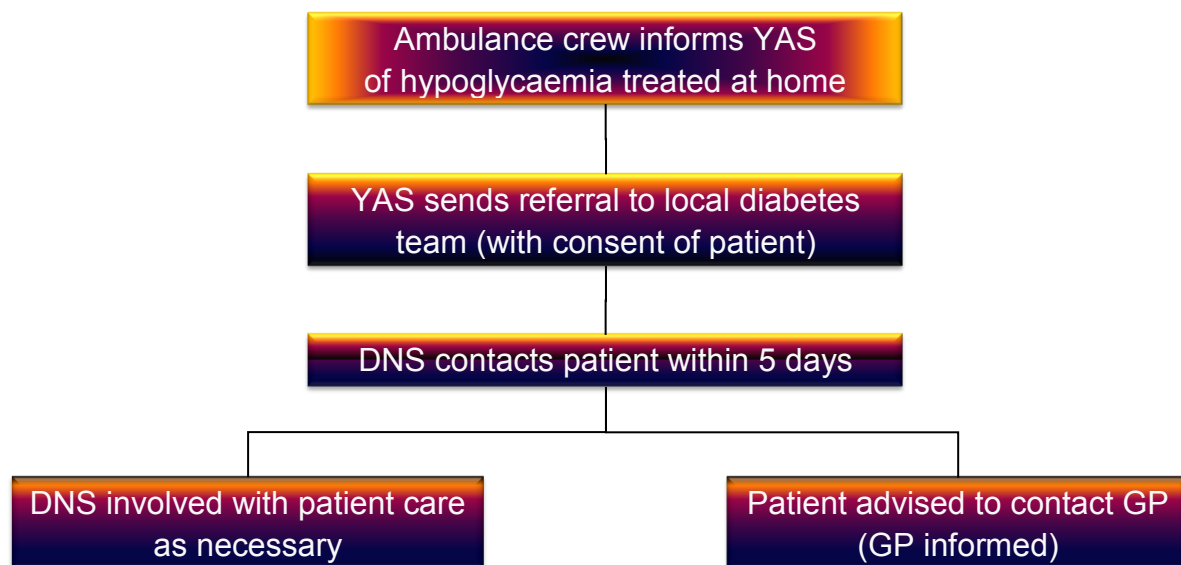 Ambulance crew informs YAS
of hypoglycaemia treated at home
YAS sends referral to local diabetes
team (with consent of patient)
DNS contacts patient within 5 days
DNS involved with patient care
as necessary
Patient advised to contact GP
(GP informed)